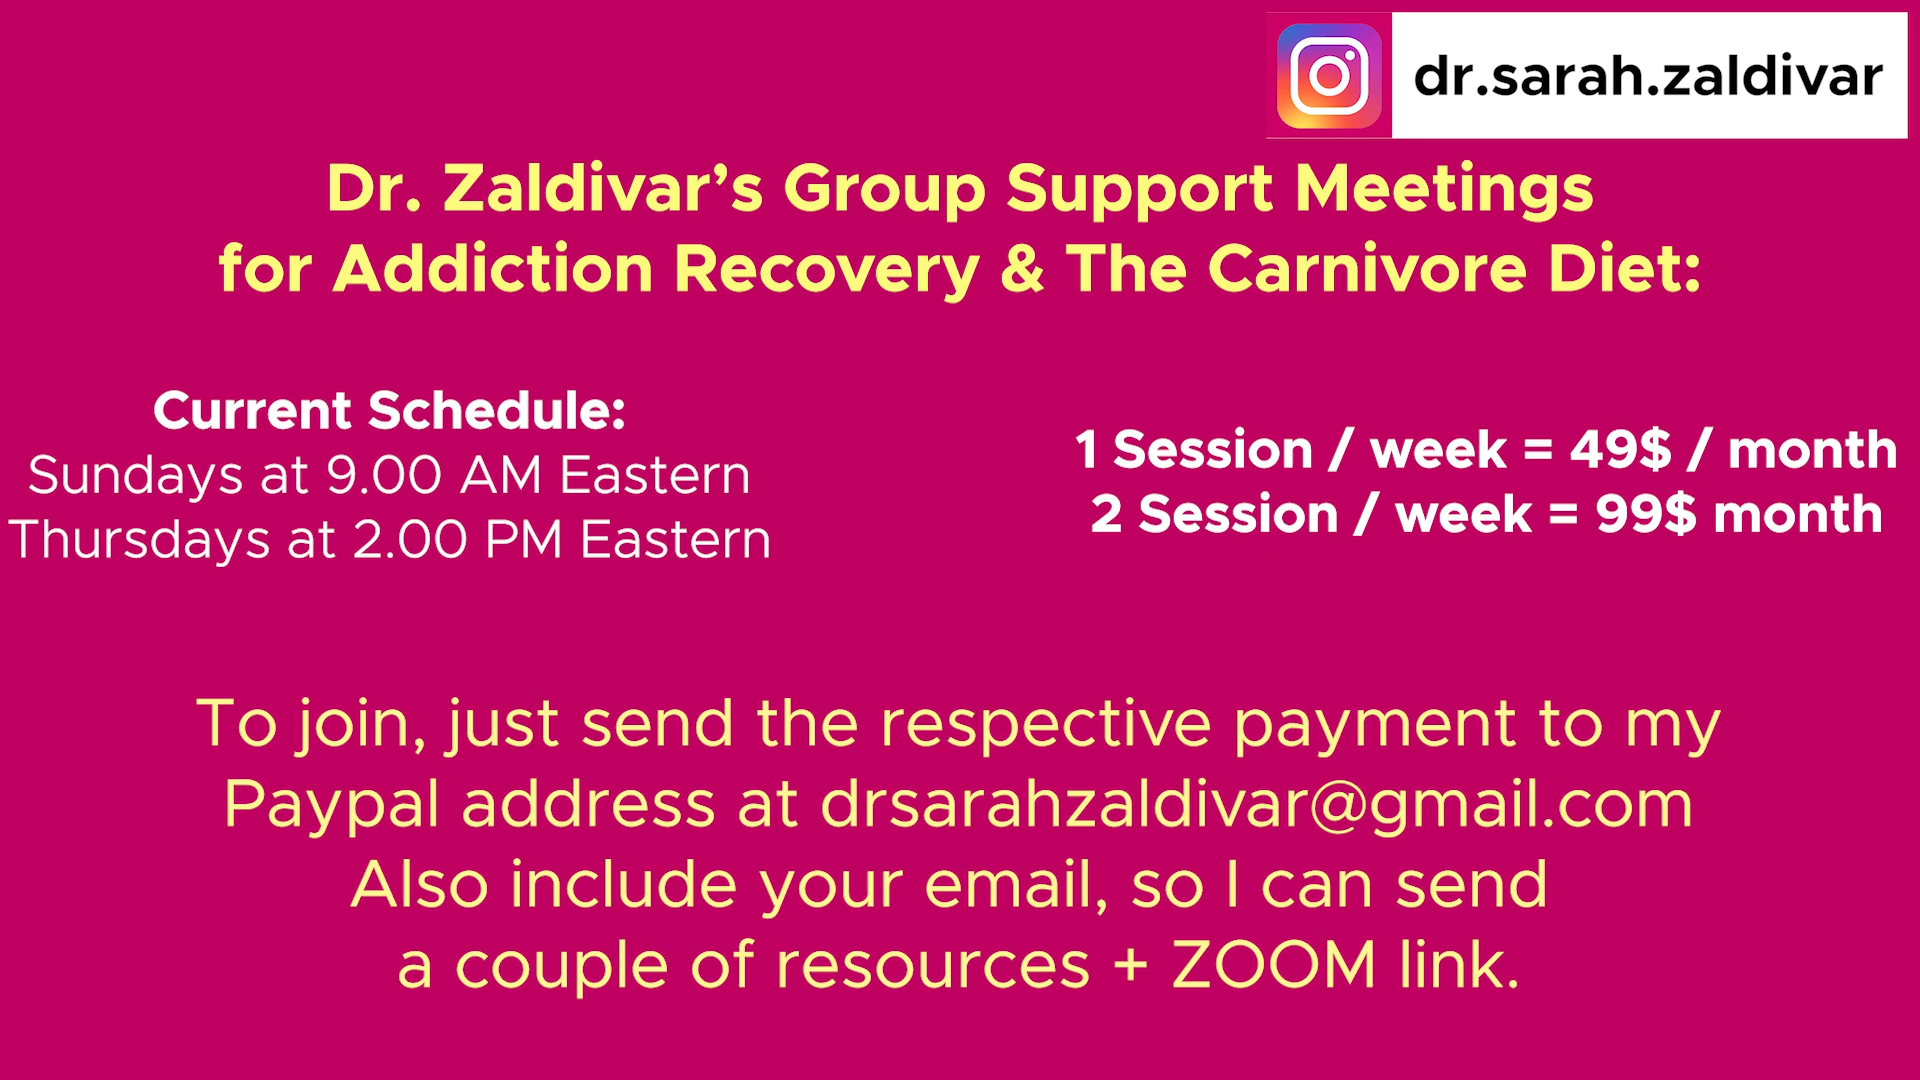 dr.sarah.zaldivar
Dr. Zaldivar’s Group Support Meetings
for Addiction Recovery & The Carnivore Diet:
Current Schedule:
Sundays at 9.00 AM Eastern
Thursdays at 2.00 PM Eastern
1 Session / week = 49$ / month
2 Session / week = 99$ month
To join, just send the respective payment to my
Paypal address at drsarahzaldivar@gmail.com
Also include your email, so I can send
a couple of resources + ZOOM link.